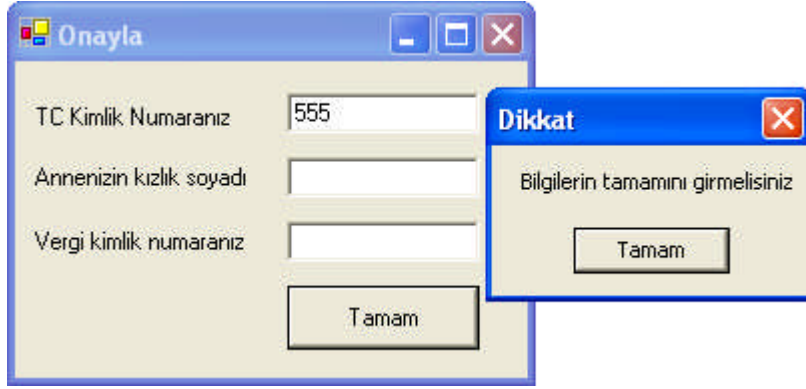 Onayla
TC Kimlik Numaranız
555
Annenizin kızlık soyadı
Vergi kimlik numaranız
Tamam
Dikkat
Bilgilerin tamamını girmelisiniz
Tamam